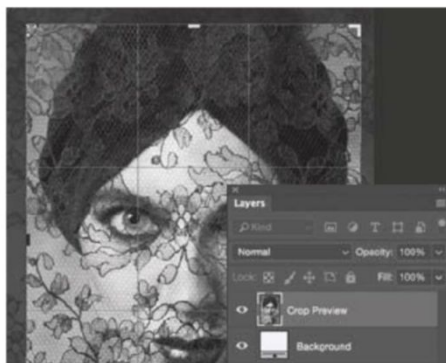 Layers
Kind
Normal
Opacity: 100%
Lock:
Fill: 100%
Crop Preview
Background